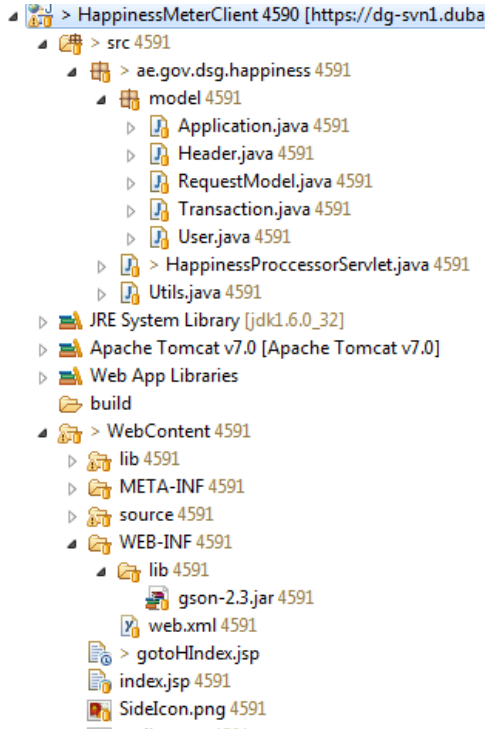 > HappinessMeterClient 4590 [https://dg-svn1.duba
> src 4591
> ae.gov.dsg.happiness 4591
model 4591
Application.java 4591
Header.java 4591
RequestModel.java 4591
Transaction.java 4591
User.java 4591
> HappinessProccessorServlet.java 4591
Utils.java 4591
JRE System Library [jdk1.6.0_32]
Apache Tomcat v7.0 [Apache Tomcat v7.0]
Web App Libraries
build
> WebContent 4591
lib 4591
META-INF 4591
source 4591
WEB-INF 4591
lib 4591
gson-2.3.jar 4591
web.xml 4591
> gotoHIndex.jsp
index.jsp 4591
SideIcon.png 4591